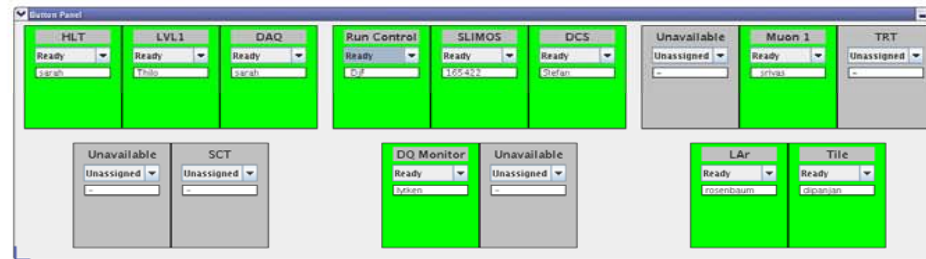 Button Panel
HLT LVL1 DAQ Run Control SLIMOS DCS Unavailable Muon 1 TRT
Ready Ready Ready Ready Ready Ready Unassigned Ready Unassigned
sarah Thilo sarah Djf 165422 Stefan - srivas -
Unavailable SCT DQ Monitor Unavailable LAr Tile
Unassigned Unassigned Ready Unassigned Ready Ready
- - lyrken - rosenbaum dipanjan